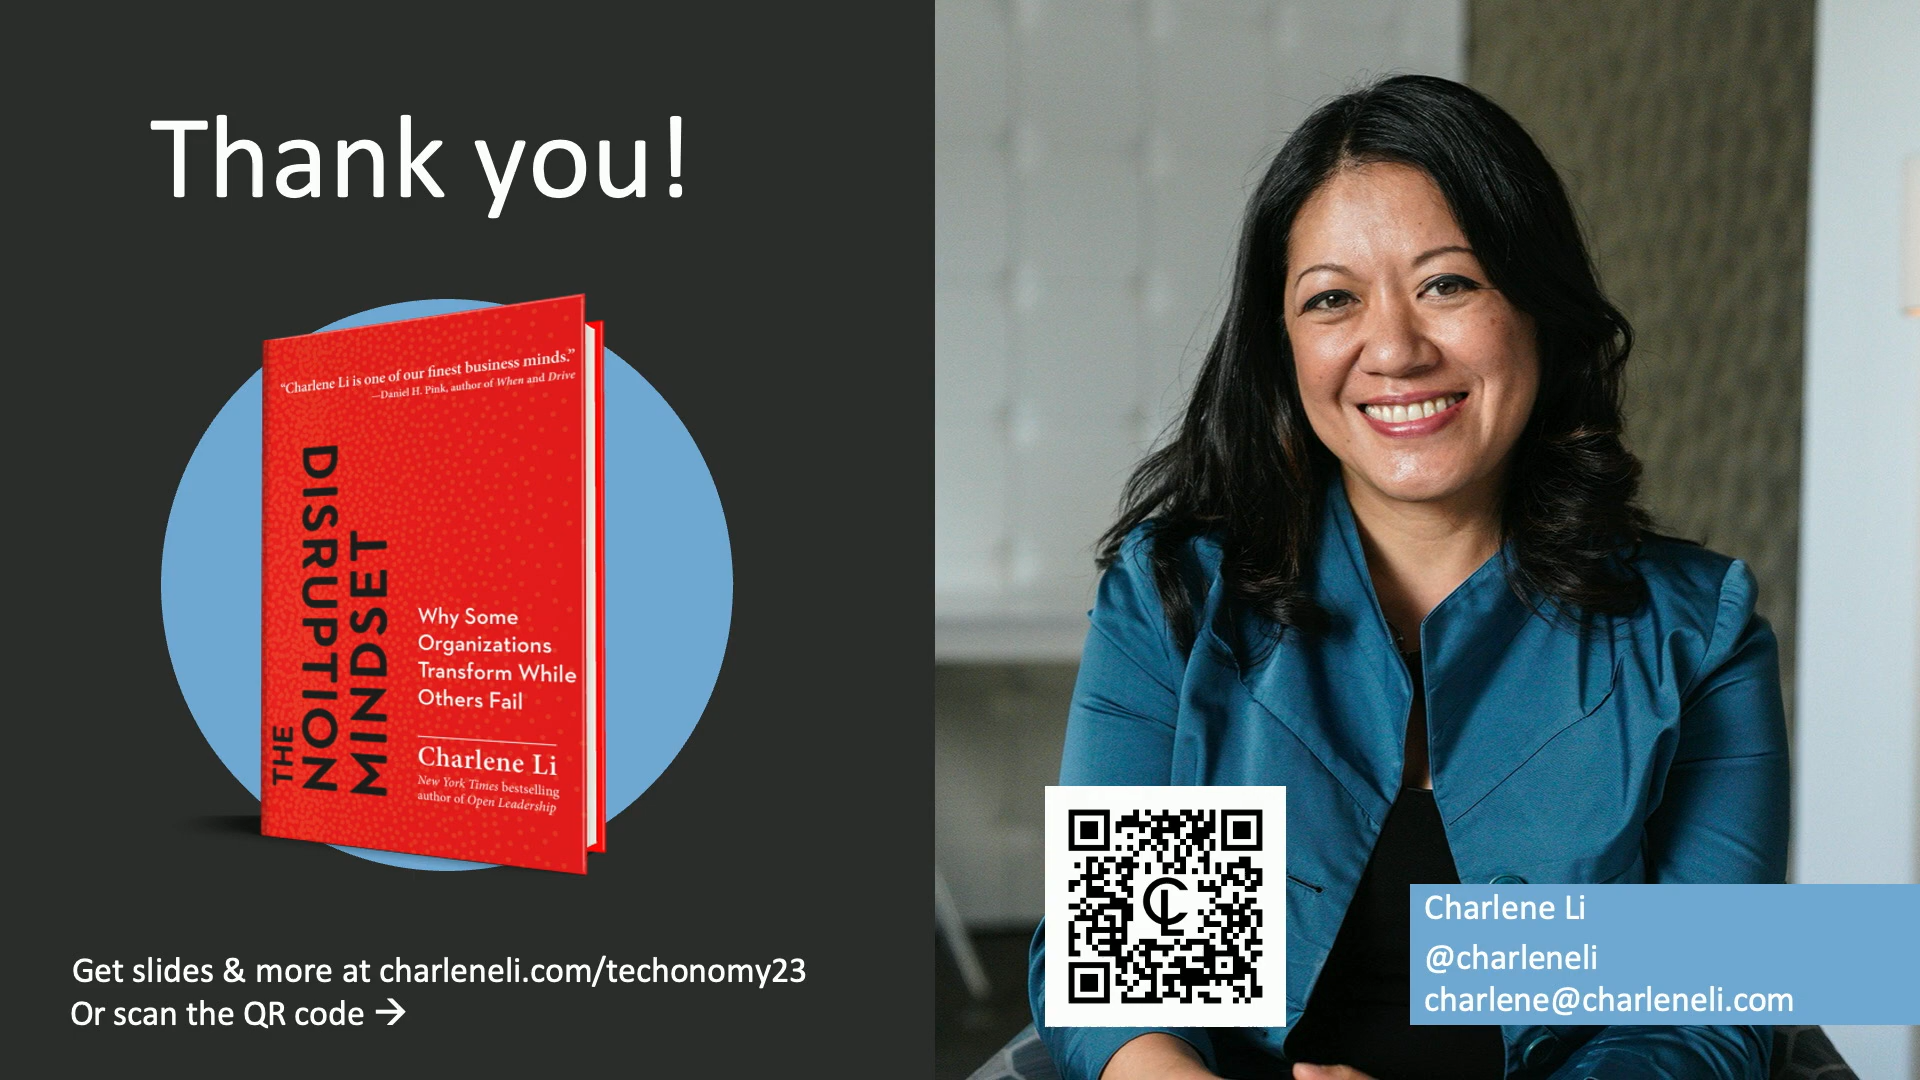 Thank you!
“Charlene Li is one of our finest business minds.”
—Daniel H. Pink, author of When and Drive
THE
DISRUPTION
MINDSET
Why Some
Organizations
Transform While
Others Fail
Charlene Li
New York Times bestselling
author of Open Leadership
Get slides & more at charleneli.com/techonomy23
Or scan the QR code →
CL
Charlene Li
@charleneli
charlene@charleneli.com